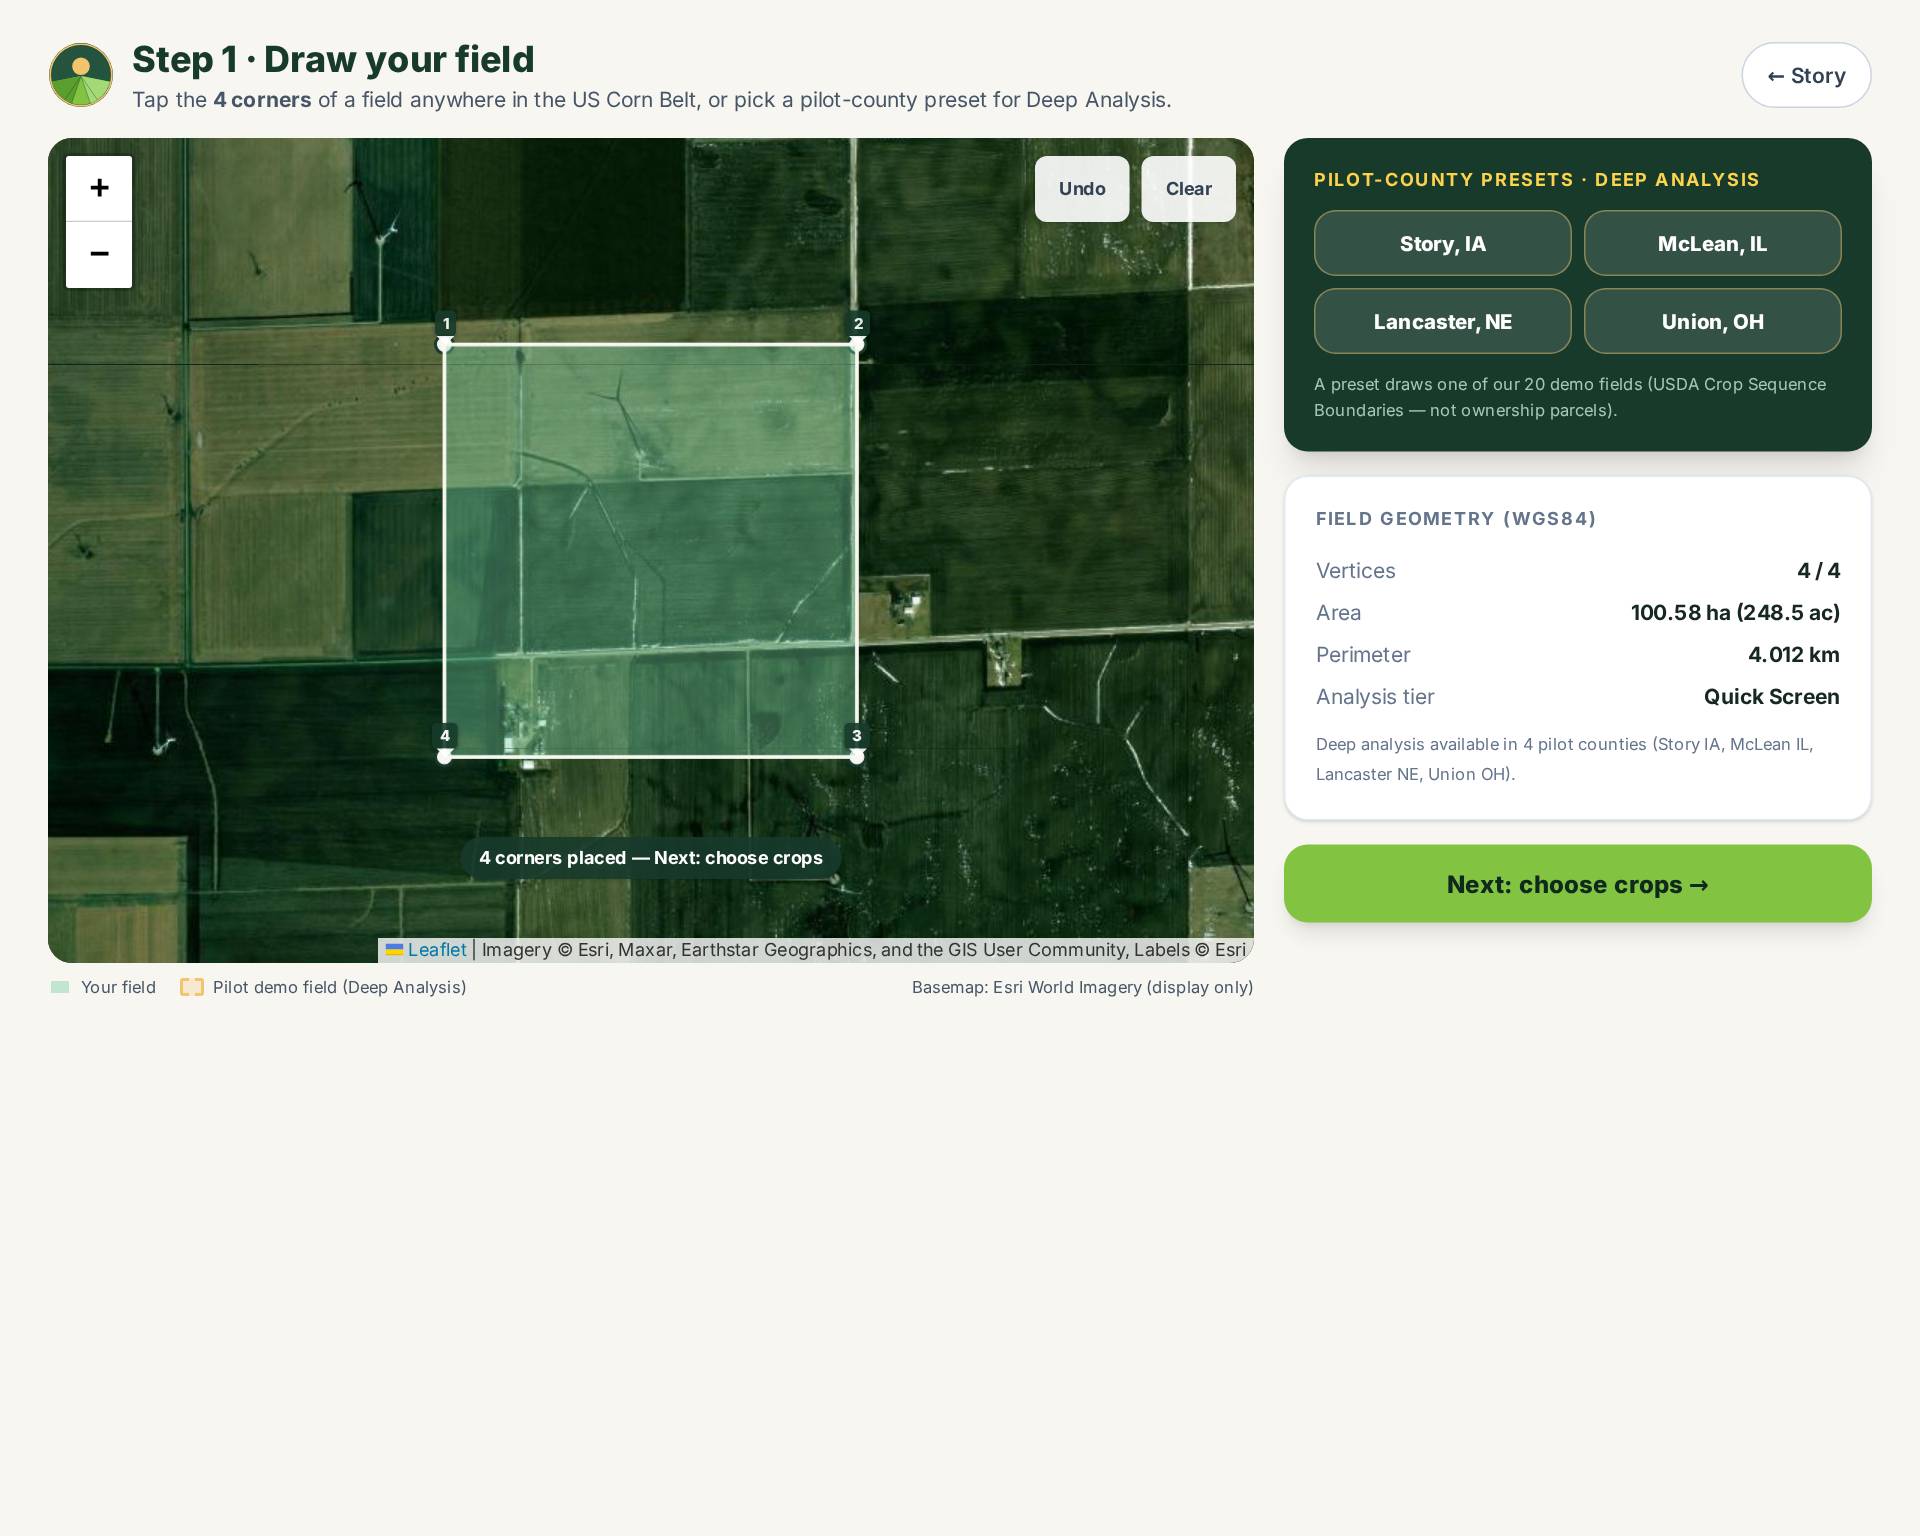 Step 1 · Draw your field
Tap the 4 corners of a field anywhere in the US Corn Belt, or pick a pilot-county preset for Deep Analysis.
← Story
+
−
Undo
Clear
1
2
4
3
4 corners placed — Next: choose crops
Leaflet | Imagery © Esri, Maxar, Earthstar Geographics, and the GIS User Community, Labels © Esri
Your field
Pilot demo field (Deep Analysis)
Basemap: Esri World Imagery (display only)
PILOT-COUNTY PRESETS · DEEP ANALYSIS
Story, IA
McLean, IL
Lancaster, NE
Union, OH
A preset draws one of our 20 demo fields (USDA Crop Sequence
Boundaries — not ownership parcels).
FIELD GEOMETRY (WGS84)
Vertices 4 / 4
Area 100.58 ha (248.5 ac)
Perimeter 4.012 km
Analysis tier Quick Screen
Deep analysis available in 4 pilot counties (Story IA, McLean IL,
Lancaster NE, Union OH).
Next: choose crops →